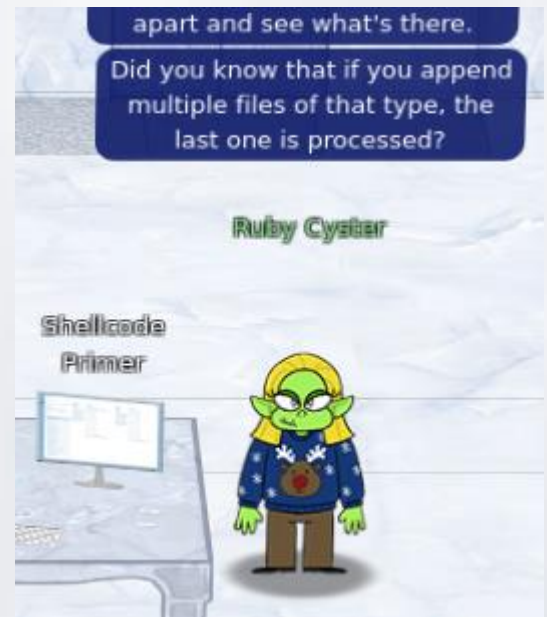 apart and see what's there.
Did you know that if you append
multiple files of that type, the
last one is processed?
Ruby Cyster
Shellcode
Primer